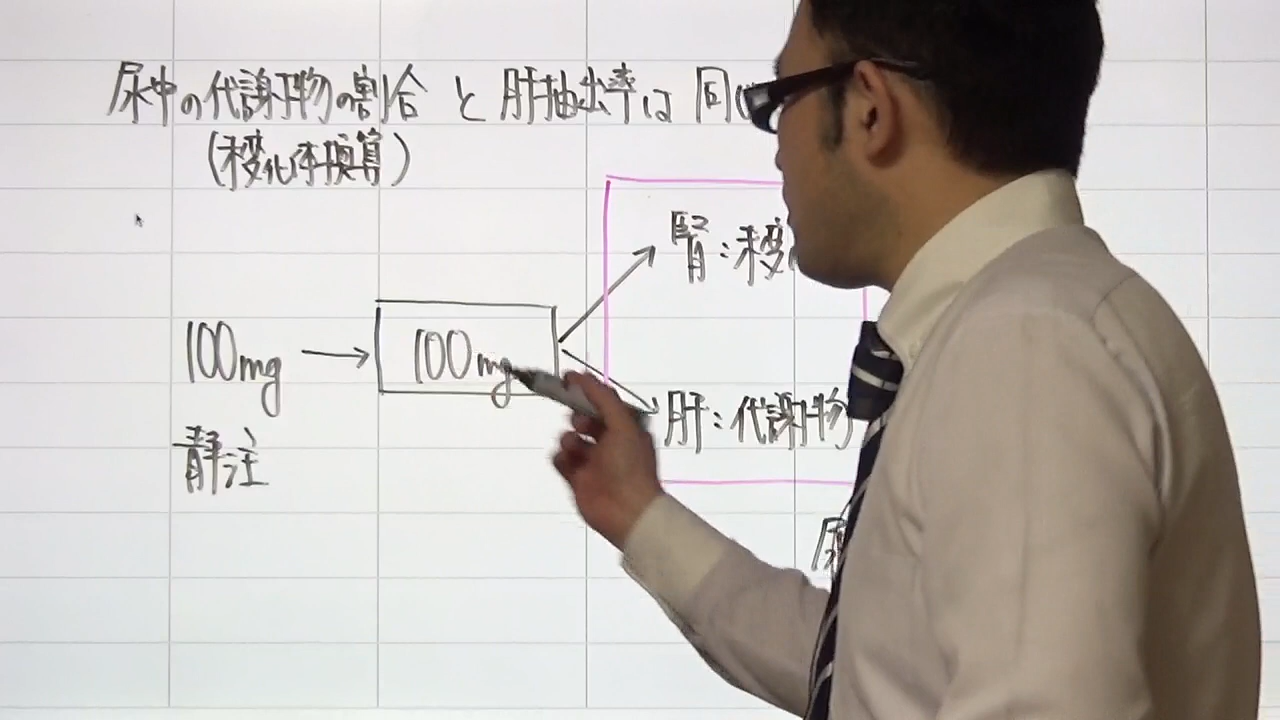 尿中の代謝物の割合 と 肝抽出率は 同じ
(未変化体換算)
腎:未変
100mg → 100mg
肝:代謝物
静注
尿